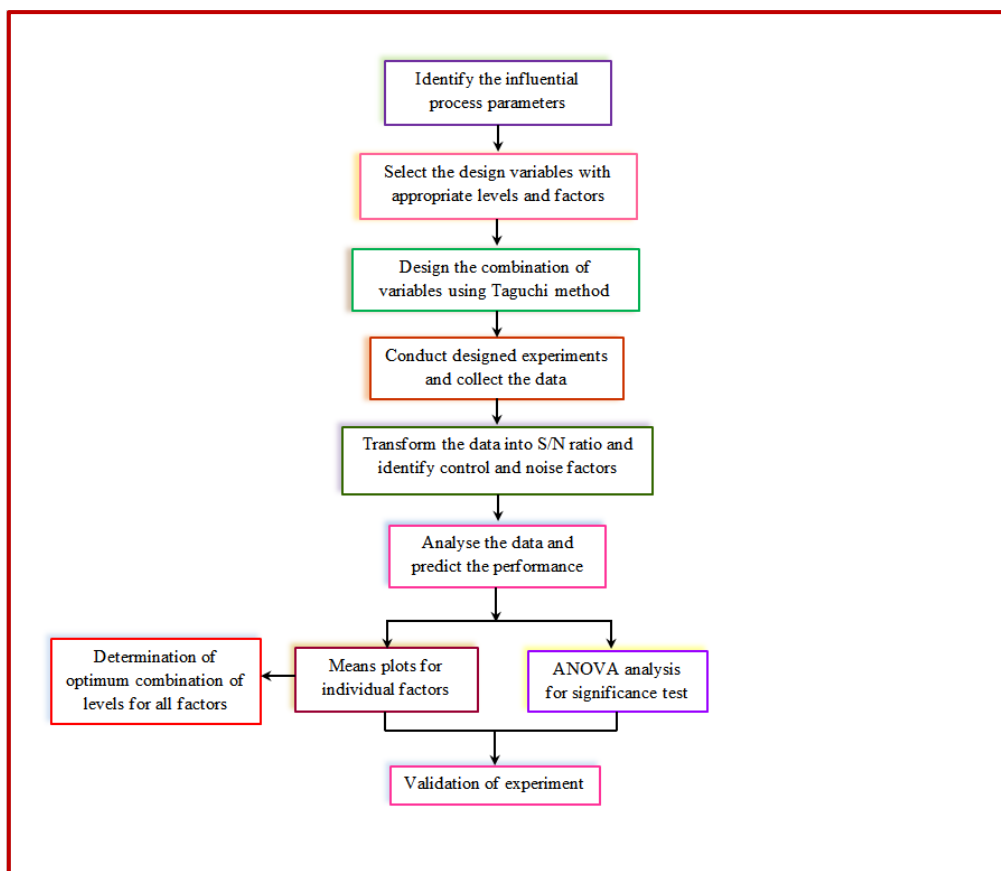 Identify the influential
process parameters
Select the design variables with
appropriate levels and factors
Design the combination of
variables using Taguchi method
Conduct designed experiments
and collect the data
Transform the data into S/N ratio and
identify control and noise factors
Analyse the data and
predict the performance
Determination of
optimum combination of
levels for all factors
Means plots for
individual factors
ANOVA analysis
for significance test
Validation of experiment